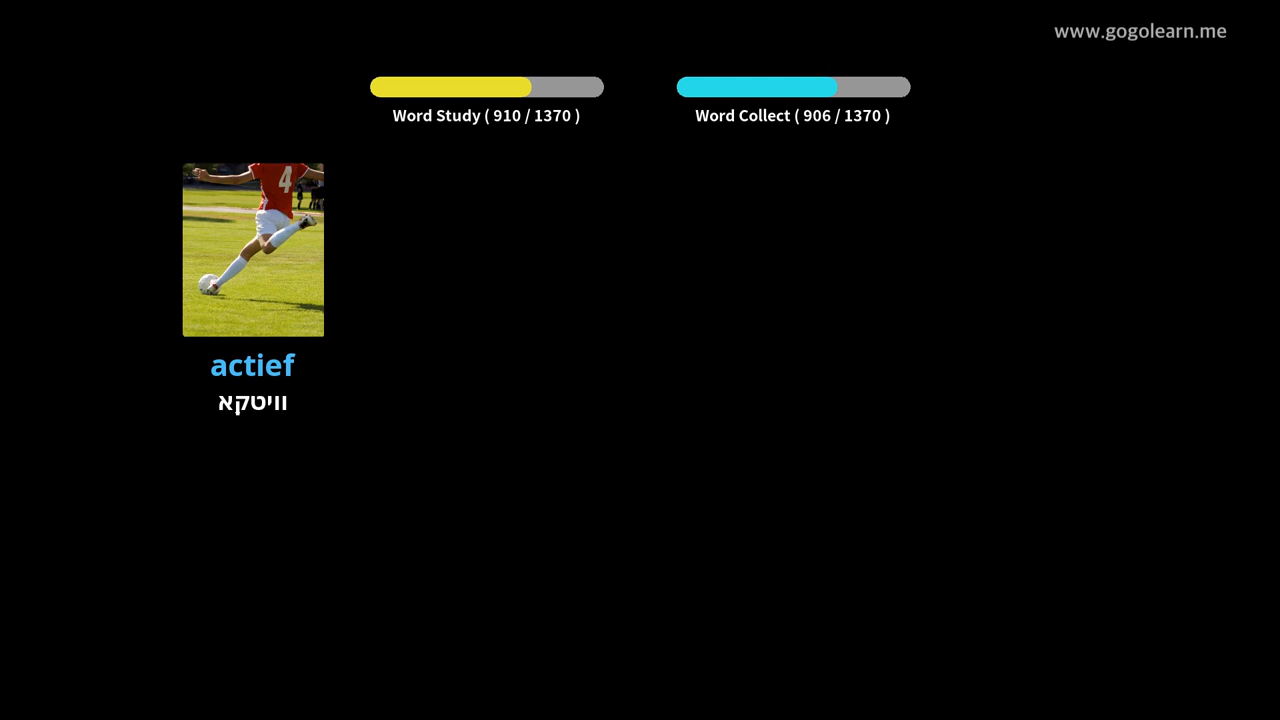 www.gogolearn.me
Word Study ( 910 / 1370 )
Word Collect ( 906 / 1370 )
4
actief
וויטקא